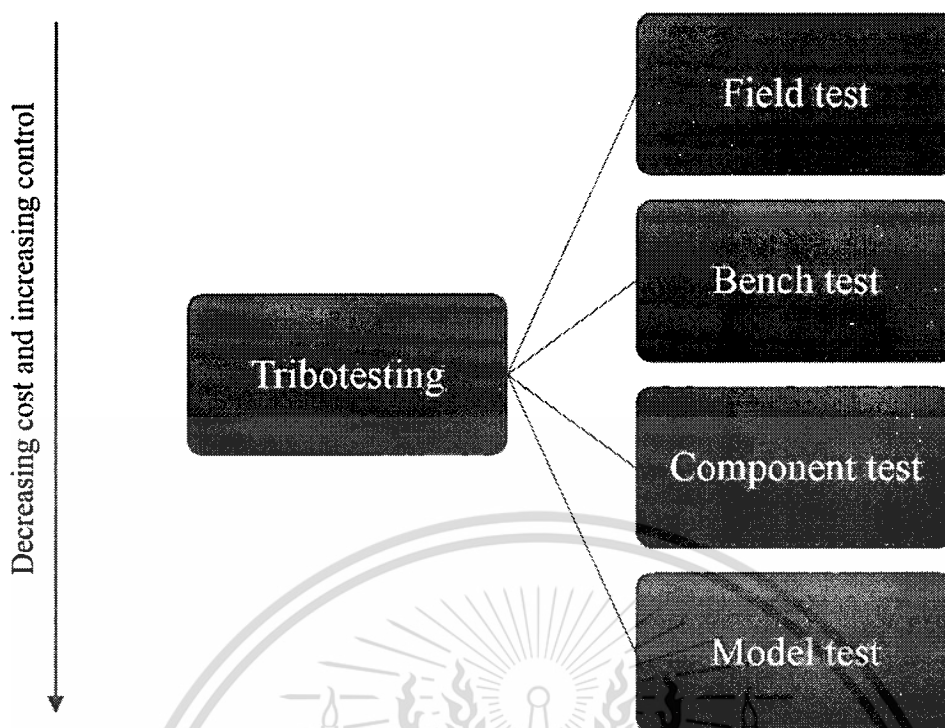 Decreasing cost and increasing control
Tribotesting
Field test
Bench test
Component test
Model test